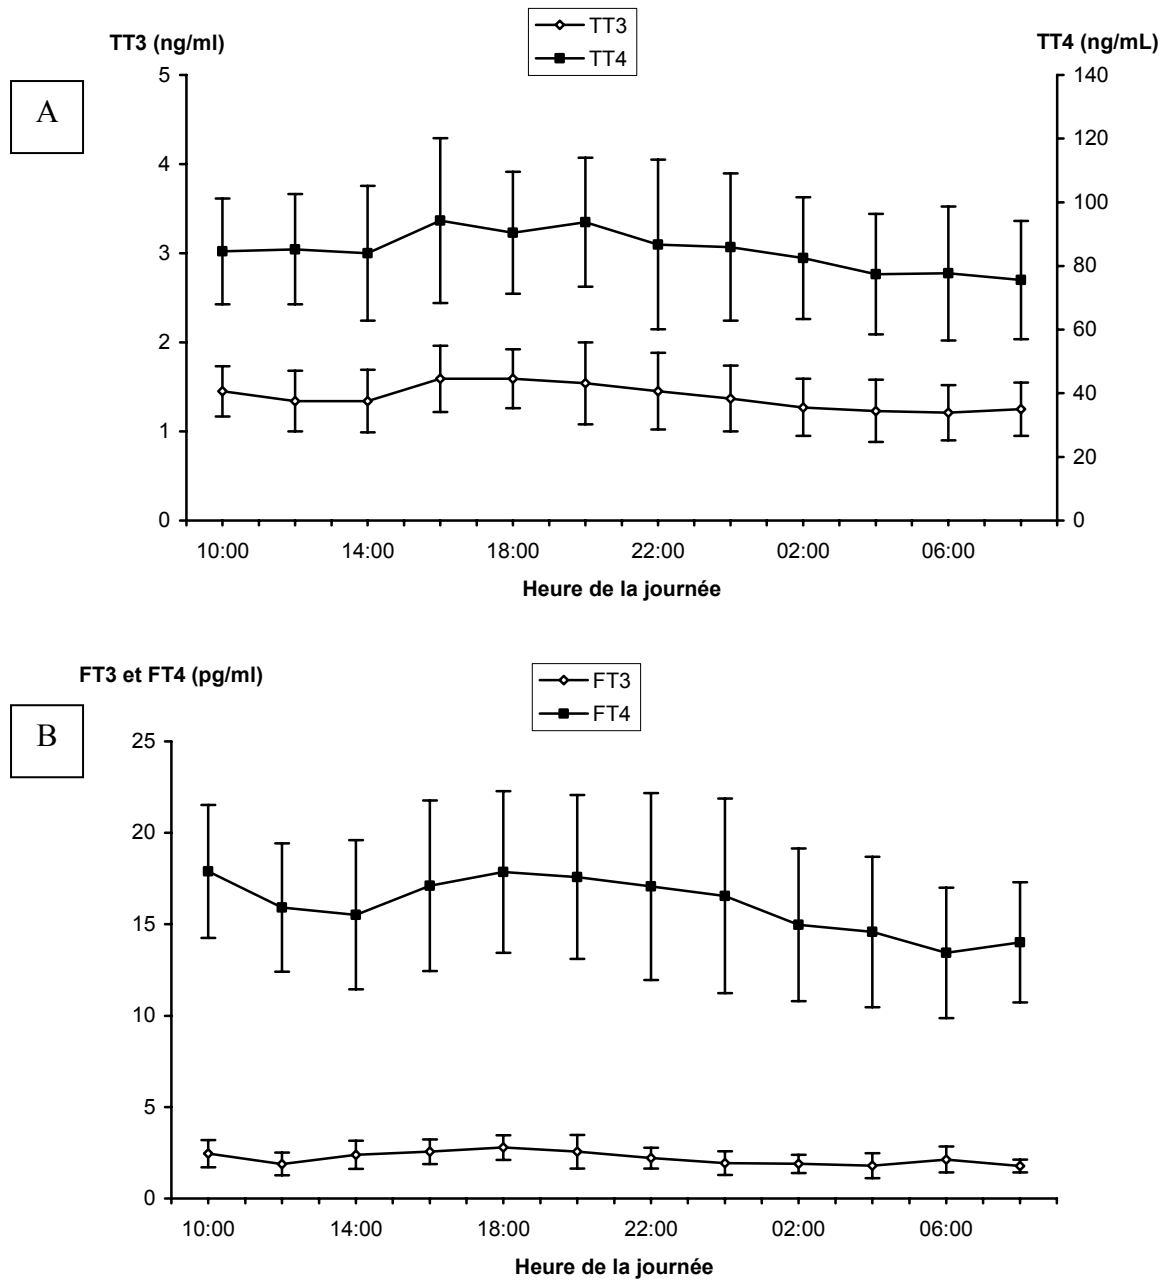 TT3
TT4
TT3 (ng/ml)
TT4 (ng/mL)
A
5
4
3
2
1
0
140
120
100
80
60
40
20
0
10:00 14:00 18:00 22:00 02:00 06:00
Heure de la journée
FT3 et FT4 (pg/ml)
FT3
FT4
B
25
20
15
10
5
0
10:00 14:00 18:00 22:00 02:00 06:00
Heure de la journée